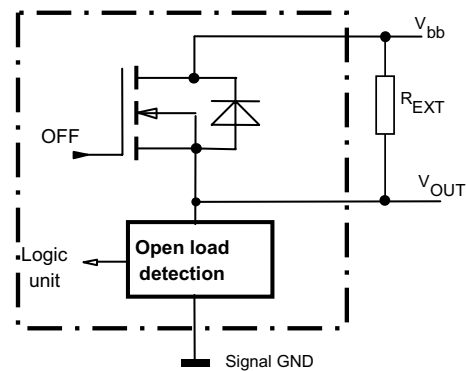 V_bb
R_EXT
OFF
V_OUT
Open load
detection
Logic
unit
Signal GND